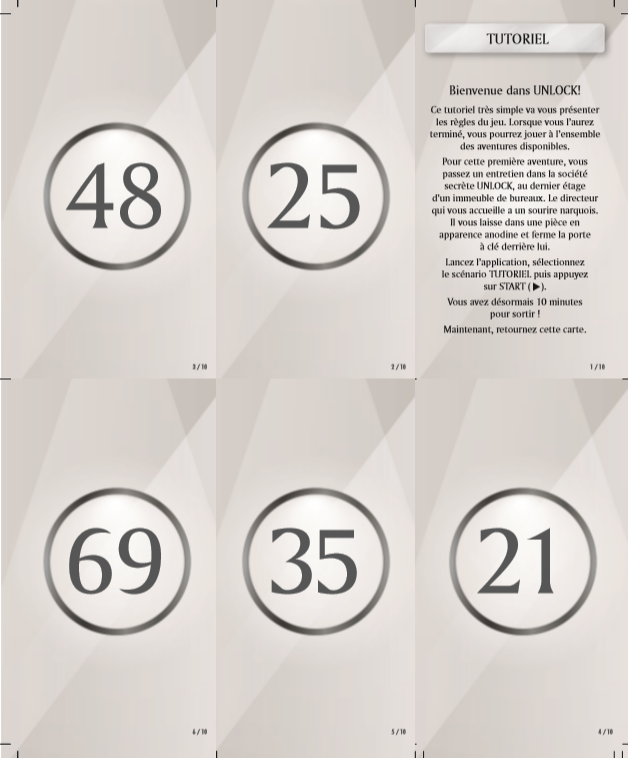 48
3/10
25
2/10
TUTORIEL
Bienvenue dans UNLOCK!
Ce tutoriel très simple va vous présenter
les règles du jeu. Lorsque vous l'aurez
terminé, vous pourrez jouer à l'ensemble
des aventures disponibles.
Pour cette première aventure, vous
passez un entretien dans la société
secrète UNLOCK, au dernier étage
d'un immeuble de bureaux. Le directeur
qui vous accueille a un sourire narquois.
Il vous laisse dans une pièce en
apparence anodine et ferme la porte
à clé derrière lui.
Lancez l'application, sélectionnez
le scénario TUTORIEL puis appuyez
sur START (▶).
Vous avez désormais 10 minutes
pour sortir !
Maintenant, retournez cette carte.
1/10
69
6/10
35
5/10
21
4/10